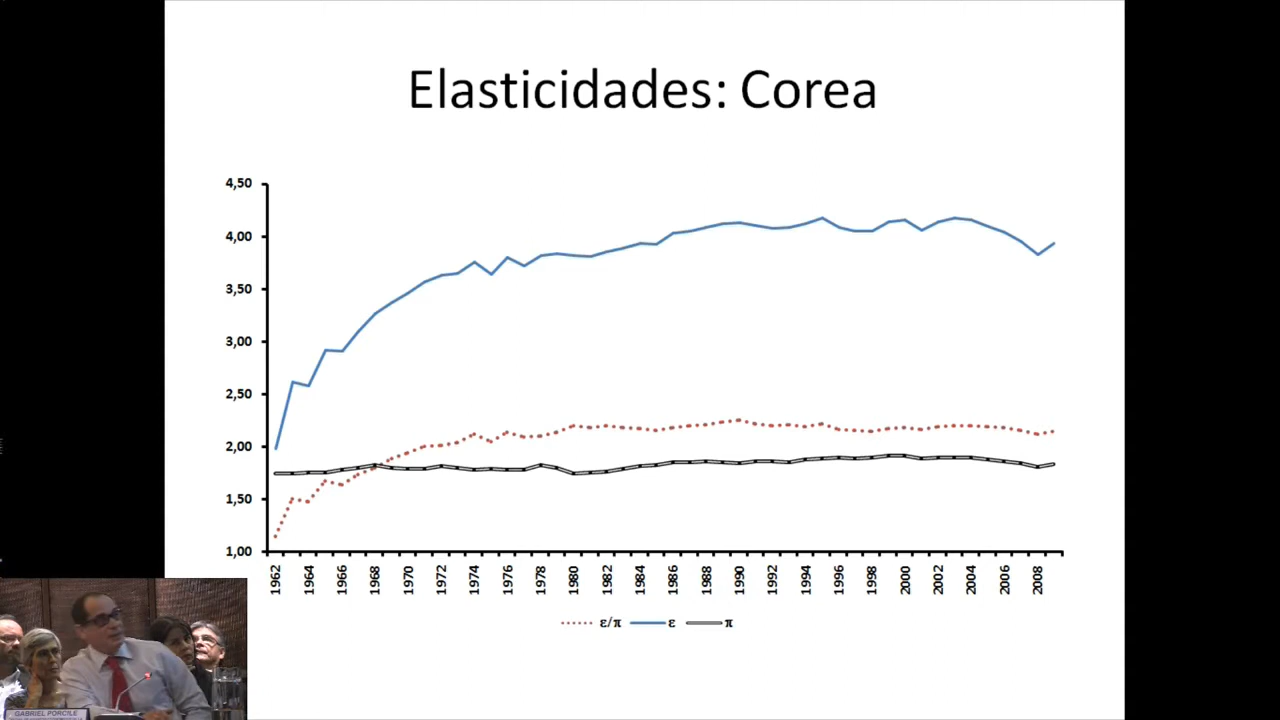 Elasticidades: Corea
4,50
4,00
3,50
3,00
2,50
2,00
1,50
1,00
1962 1964 1966 1968 1970 1972 1974 1976 1978 1980 1982 1984 1986 1988 1990 1992 1994 1996 1998 2000 2002 2004 2006 2008
ε/π ε π
GABRIEL PORCILE